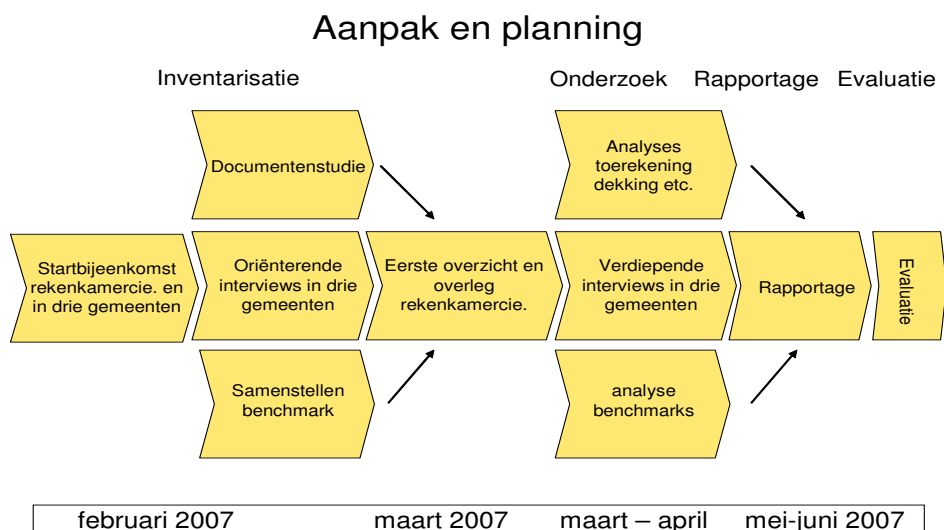 Aanpak en planning
Inventarisatie
Onderzoek
Rapportage
Evaluatie
Documentenstudie
Analyses
toerekening
dekking etc.
Startbijeenkomst
rekenkamercie. en
in drie gemeenten
Oriënterende
interviews in drie
gemeenten
Eerste overzicht en
overleg
rekenkamercie.
Verdiepende
interviews in drie
gemeenten
Rapportage
Evaluatie
Samenstellen
benchmark
analyse
benchmarks
februari 2007
maart 2007
maart – april
mei-juni 2007